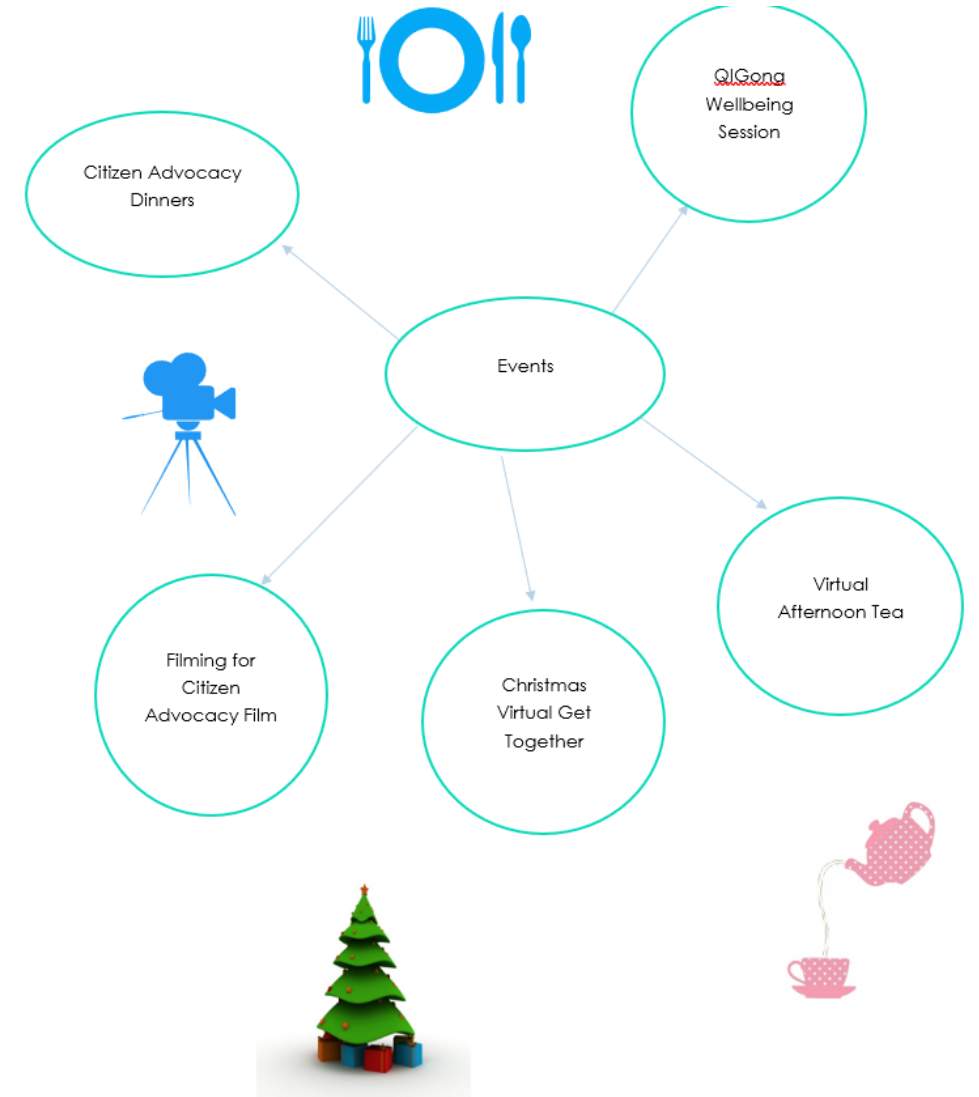 QIGong
Wellbeing
Session
Citizen Advocacy
Dinners
Events
Virtual
Afternoon Tea
Filming for
Citizen
Advocacy Film
Christmas
Virtual Get
Together